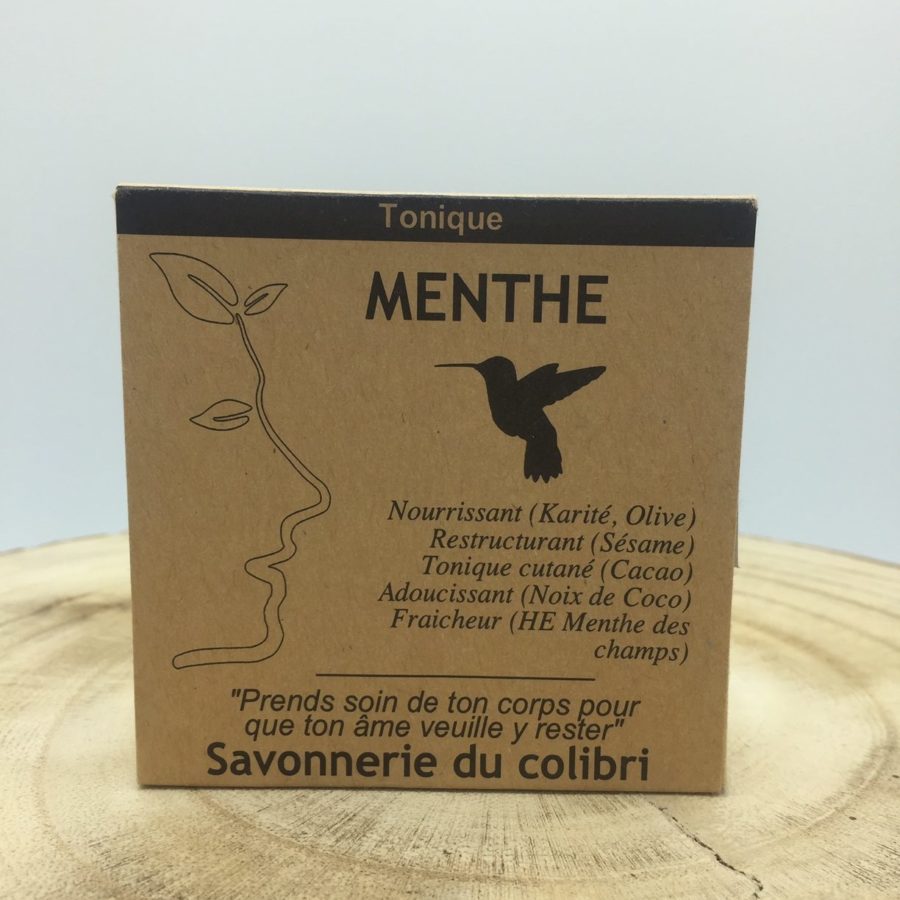 Tonique
MENTHE
Nourrissant (Karité, Olive)
Restructurant (Sésame)
Tonique cutané (Cacao)
Adoucissant (Noix de Coco)
Fraicheur (HE Menthe des
champs)
"Prends soin de ton corps pour
que ton âme veuille y rester"
Savonnerie du colibri